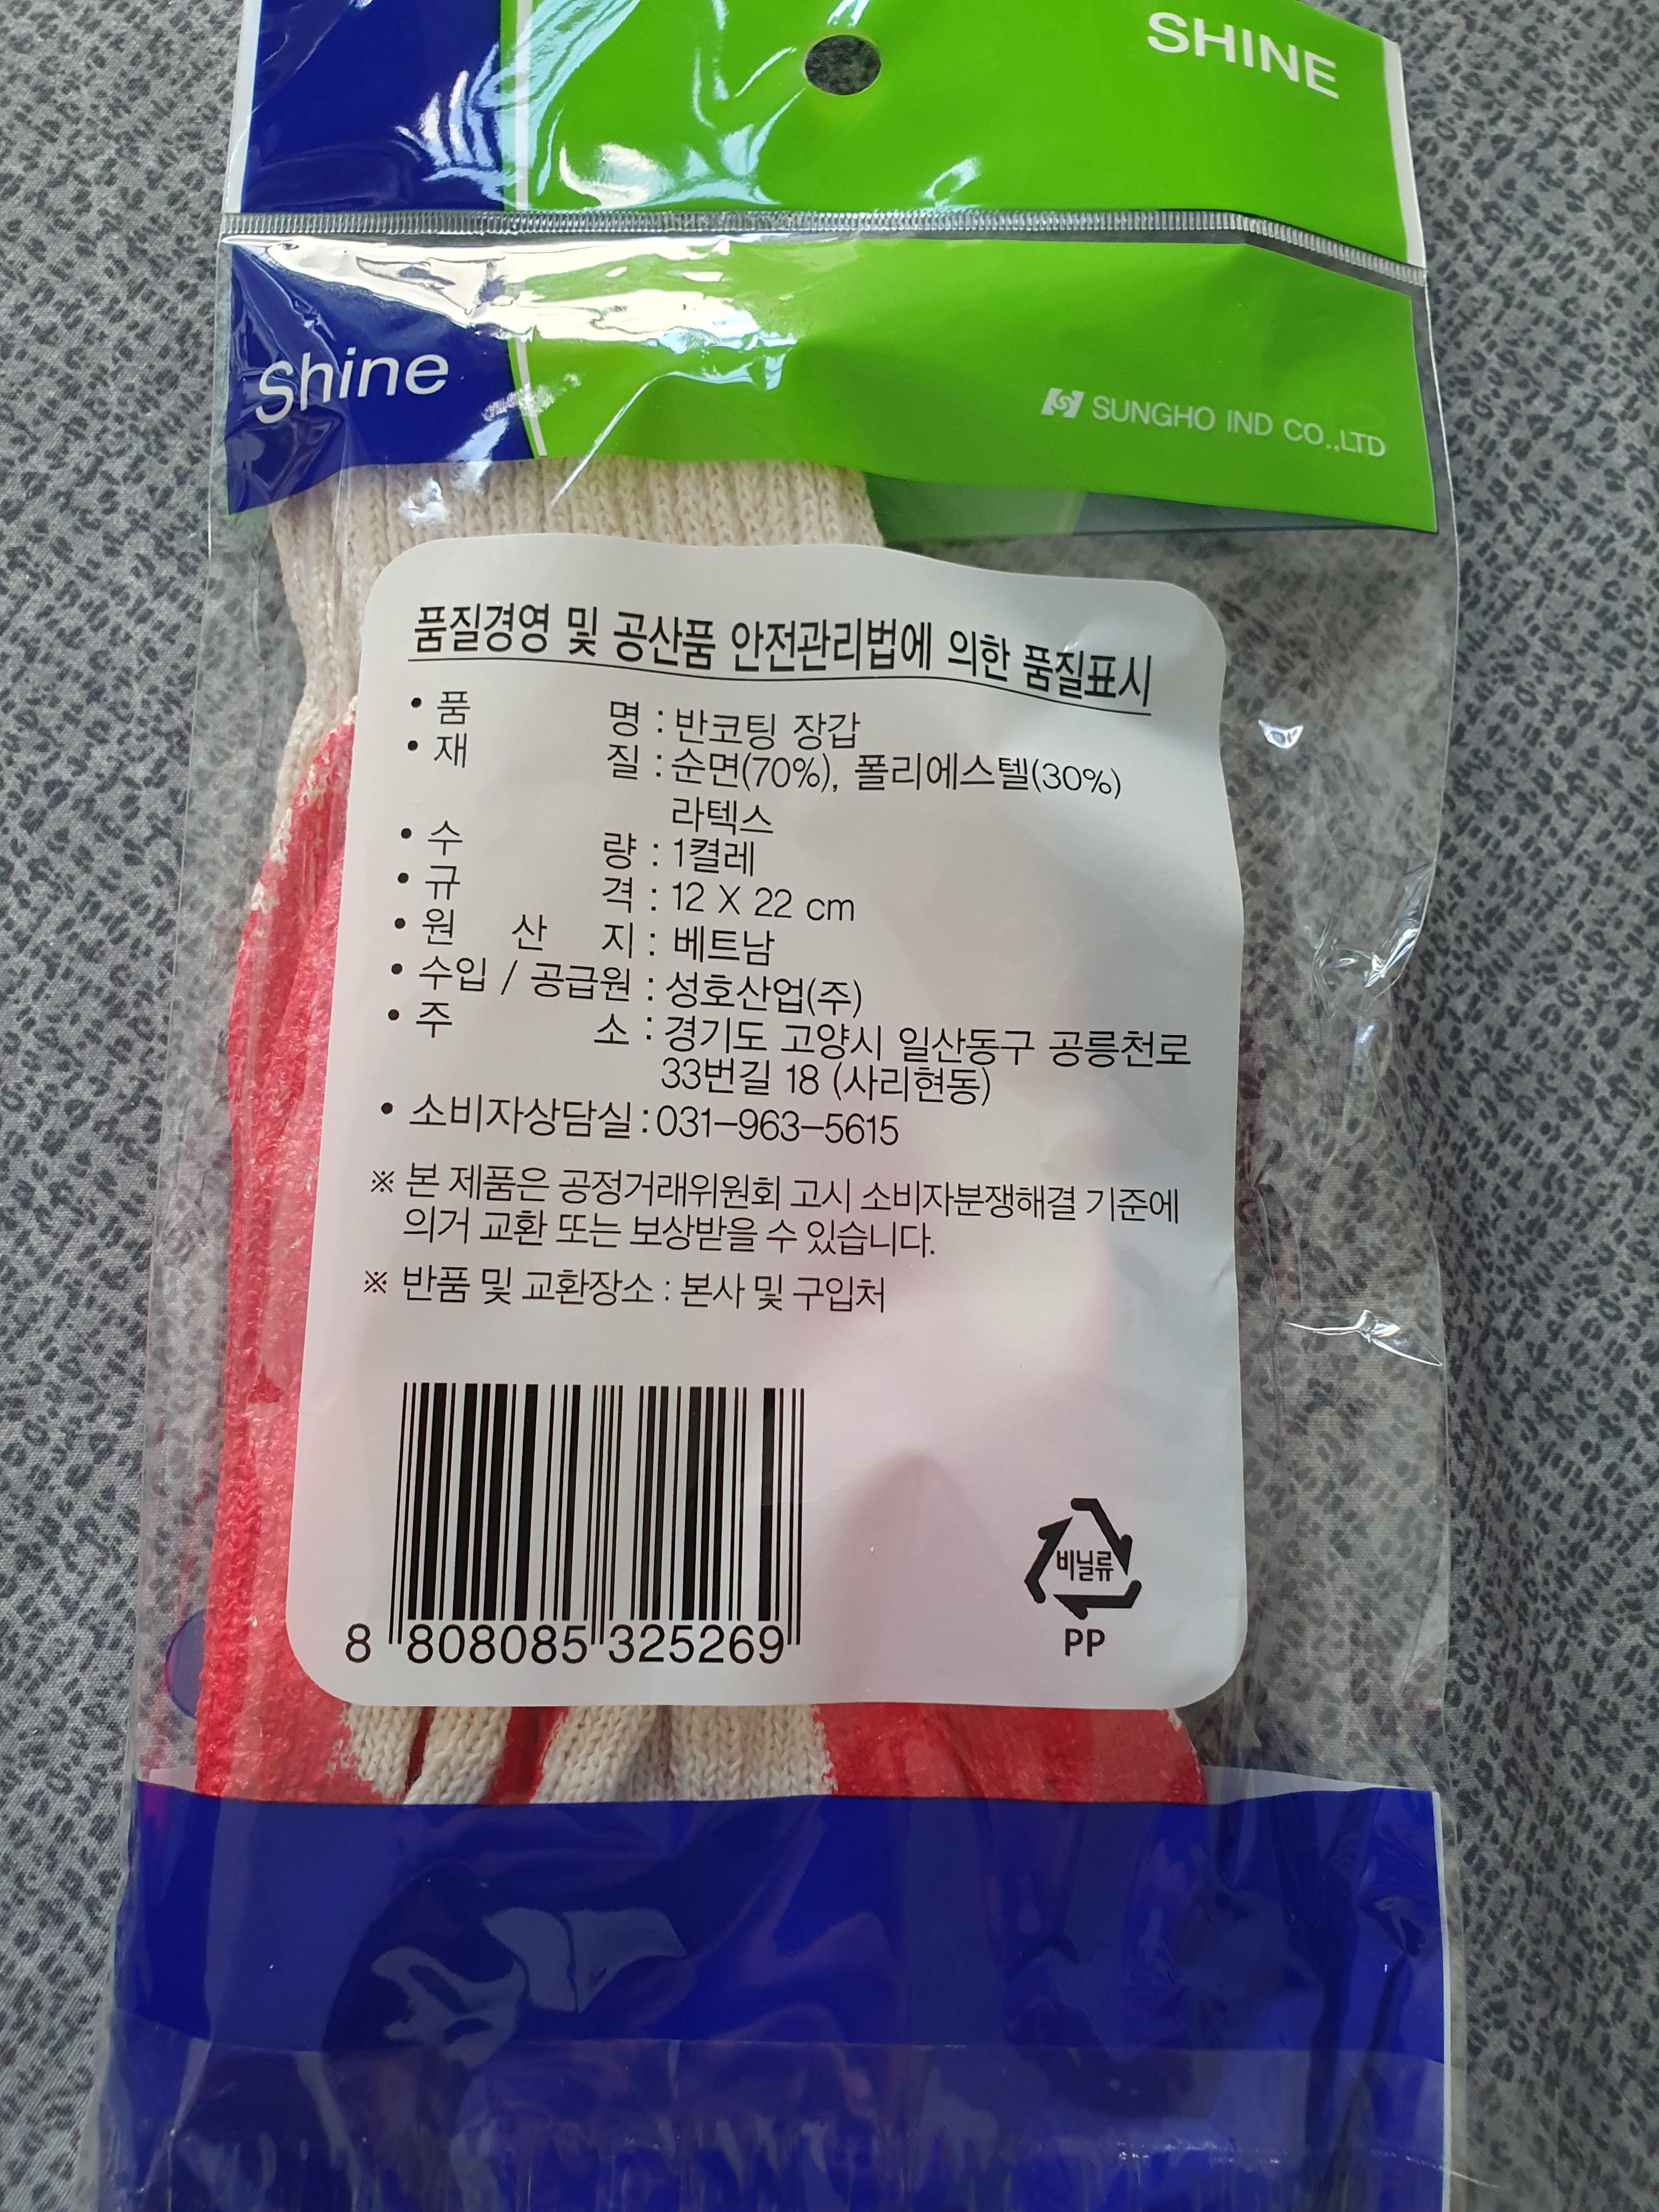 SHINE
Shine
SUNGHO IND CO.,LTD
품질경영 및 공산품 안전관리법에 의한 품질표시
• 품 명 : 반코팅 장갑
• 재 질 : 순면(70%), 폴리에스텔(30%)
라텍스
• 수 량 : 1켤레
• 규 격 : 12 X 22 cm
• 원 산 지 : 베트남
• 수입 / 공급원 : 성호산업(주)
• 주 소 : 경기도 고양시 일산동구 공릉천로
33번길 18 (사리현동)
• 소비자상담실 : 031-963-5615
※ 본 제품은 공정거래위원회 고시 소비자분쟁해결 기준에
의거 교환 또는 보상받을 수 있습니다.
※ 반품 및 교환장소 : 본사 및 구입처
8 808085 325269
비닐류
PP